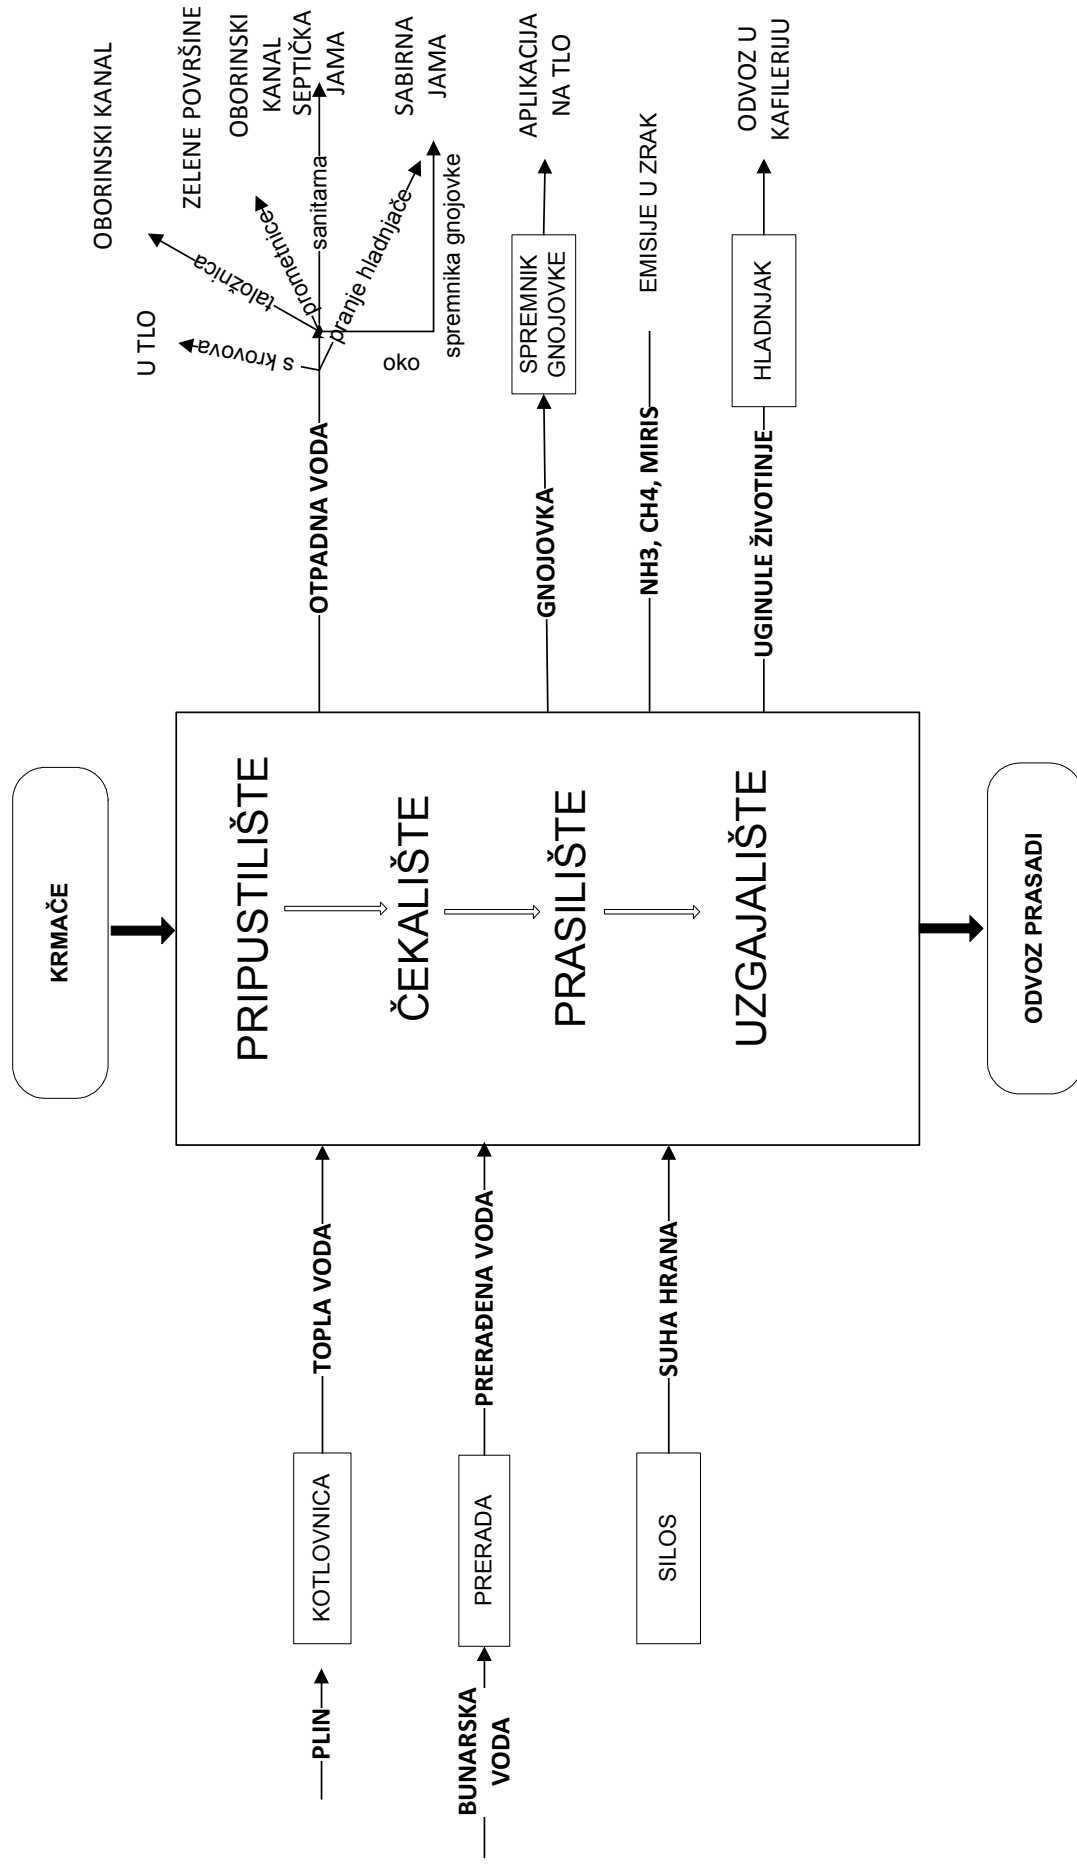 KRMAČE
PLIN
KOTLOVNICA
TOPLA VODA
BUNARSKA
VODA
PRERADA
PRERAĐENA VODA
SILOS
SUHA HRANA
PRIPUSTILIŠTE
ČEKALIŠTE
PRASILIŠTE
UZGAJALIŠTE
OTPADNA VODA
s krovova
U TLO
taložnica
OBORINSKI KANAL
prometnice
ZELENE POVRŠINE
OBORINSKI
KANAL
sanitarna
SEPTIČKA
JAMA
pranje hladnjače
oko
spremnika gnojovke
SABIRNA
JAMA
GNOJOVKA
SPREMNIK
GNOJOVKE
APLIKACIJA
NA TLO
NH3, CH4, MIRIS
EMISIJE U ZRAK
UGINULE ŽIVOTINJE
HLADNJAK
ODVOZ U
KAFILERIJU
ODVOZ PRASADI